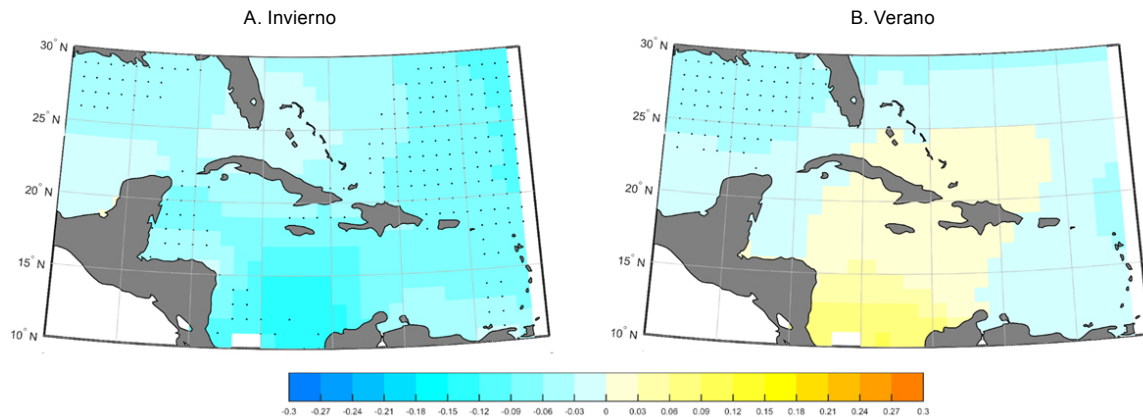 A. Invierno
B. Verano
30° N
25° N
20° N
15° N
10° N
30° N
25° N
20° N
15° N
10° N
-0.3 -0.27 -0.24 -0.21 -0.18 -0.15 -0.12 -0.09 -0.06 -0.03 0 0.03 0.06 0.09 0.12 0.15 0.18 0.21 0.24 0.27 0.3